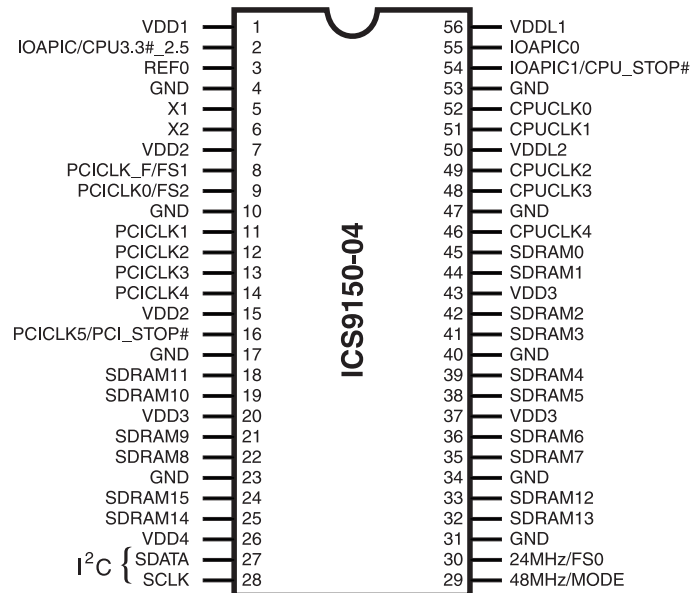 VDD1 1 56 VDDL1
IOAPIC/CPU3.3#_2.5 2 55 IOAPIC0
REF0 3 54 IOAPIC1/CPU_STOP#
GND 4 53 GND
X1 5 52 CPUCLK0
X2 6 51 CPUCLK1
VDD2 7 50 VDDL2
PCICLK_F/FS1 8 49 CPUCLK2
PCICLK0/FS2 9 48 CPUCLK3
GND 10 47 GND
PCICLK1 11 46 CPUCLK4
PCICLK2 12 45 SDRAM0
PCICLK3 13 44 SDRAM1
PCICLK4 14 43 VDD3
VDD2 15 42 SDRAM2
PCICLK5/PCI_STOP# 16 41 SDRAM3
GND 17 40 GND
SDRAM11 18 39 SDRAM4
SDRAM10 19 38 SDRAM5
VDD3 20 37 VDD3
SDRAM9 21 36 SDRAM6
SDRAM8 22 35 SDRAM7
GND 23 34 GND
SDRAM15 24 33 SDRAM12
SDRAM14 25 32 SDRAM13
VDD4 26 31 GND
I²C { SDATA 27 30 24MHz/FS0
SCLK 28 29 48MHz/MODE
ICS9150-04